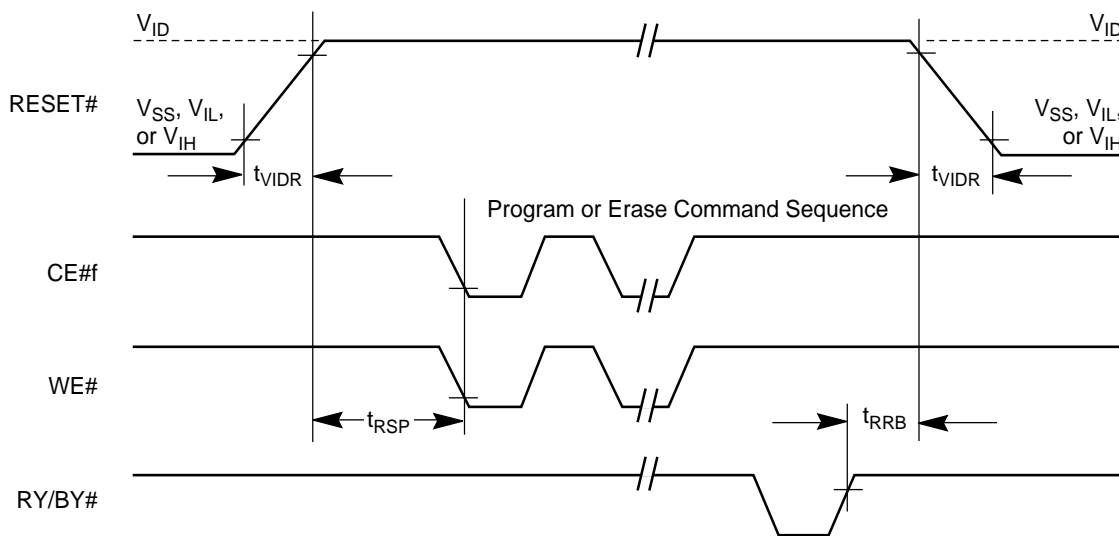 VID
VID
RESET#
VSS, VIL,
or VIH
VSS, VIL,
or VIH
tVIDR
tVIDR
Program or Erase Command Sequence
CE#f
WE#
tRSP
tRRB
RY/BY#